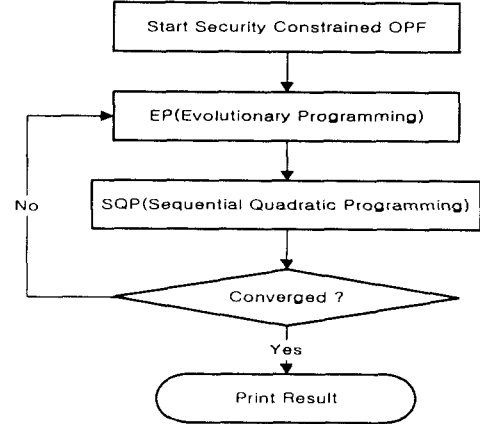 Start Security Constrained OPF
EP(Evolutionary Programming)
No
SQP(Sequential Quadratic Programming)
Converged ?
Yes
Print Result